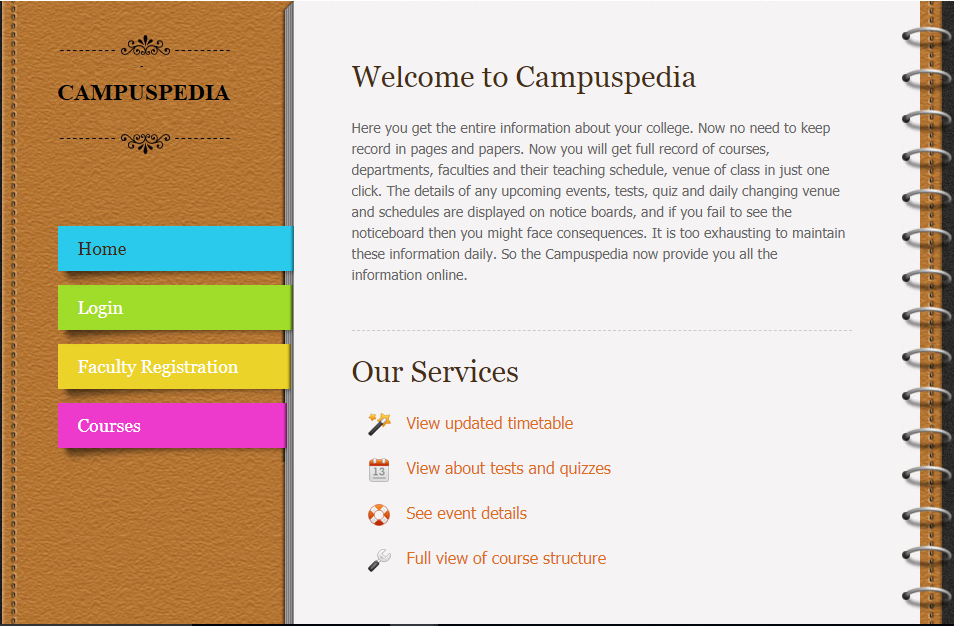 CAMPUSPEDIA
Home
Login
Faculty Registration
Courses
Welcome to Campuspedia
Here you get the entire information about your college. Now no need to keep
record in pages and papers. Now you will get full record of courses,
departments, faculties and their teaching schedule, venue of class in just one
click. The details of any upcoming events, tests, quiz and daily changing venue
and schedules are displayed on notice boards, and if you fail to see the
noticeboard then you might face consequences. It is too exhausting to maintain
these information daily. So the Campuspedia now provide you all the
information online.
Our Services
View updated timetable
13
View about tests and quizzes
See event details
Full view of course structure